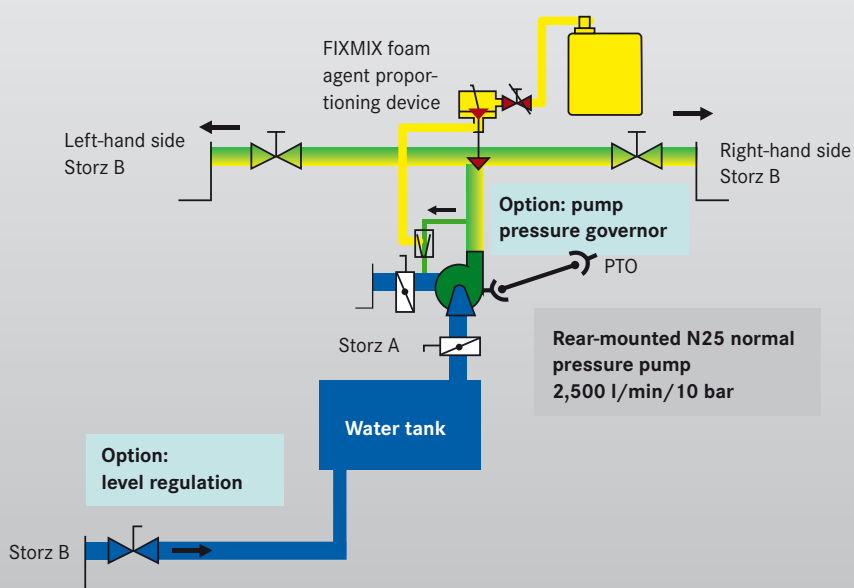 FIXMIX foam
agent propor-
tioning device
Left-hand side
Storz B
Right-hand side
Storz B
Option: pump
pressure governor
PTO
Storz A
Rear-mounted N25 normal
pressure pump
2,500 l/min/10 bar
Water tank
Option:
level regulation
Storz B